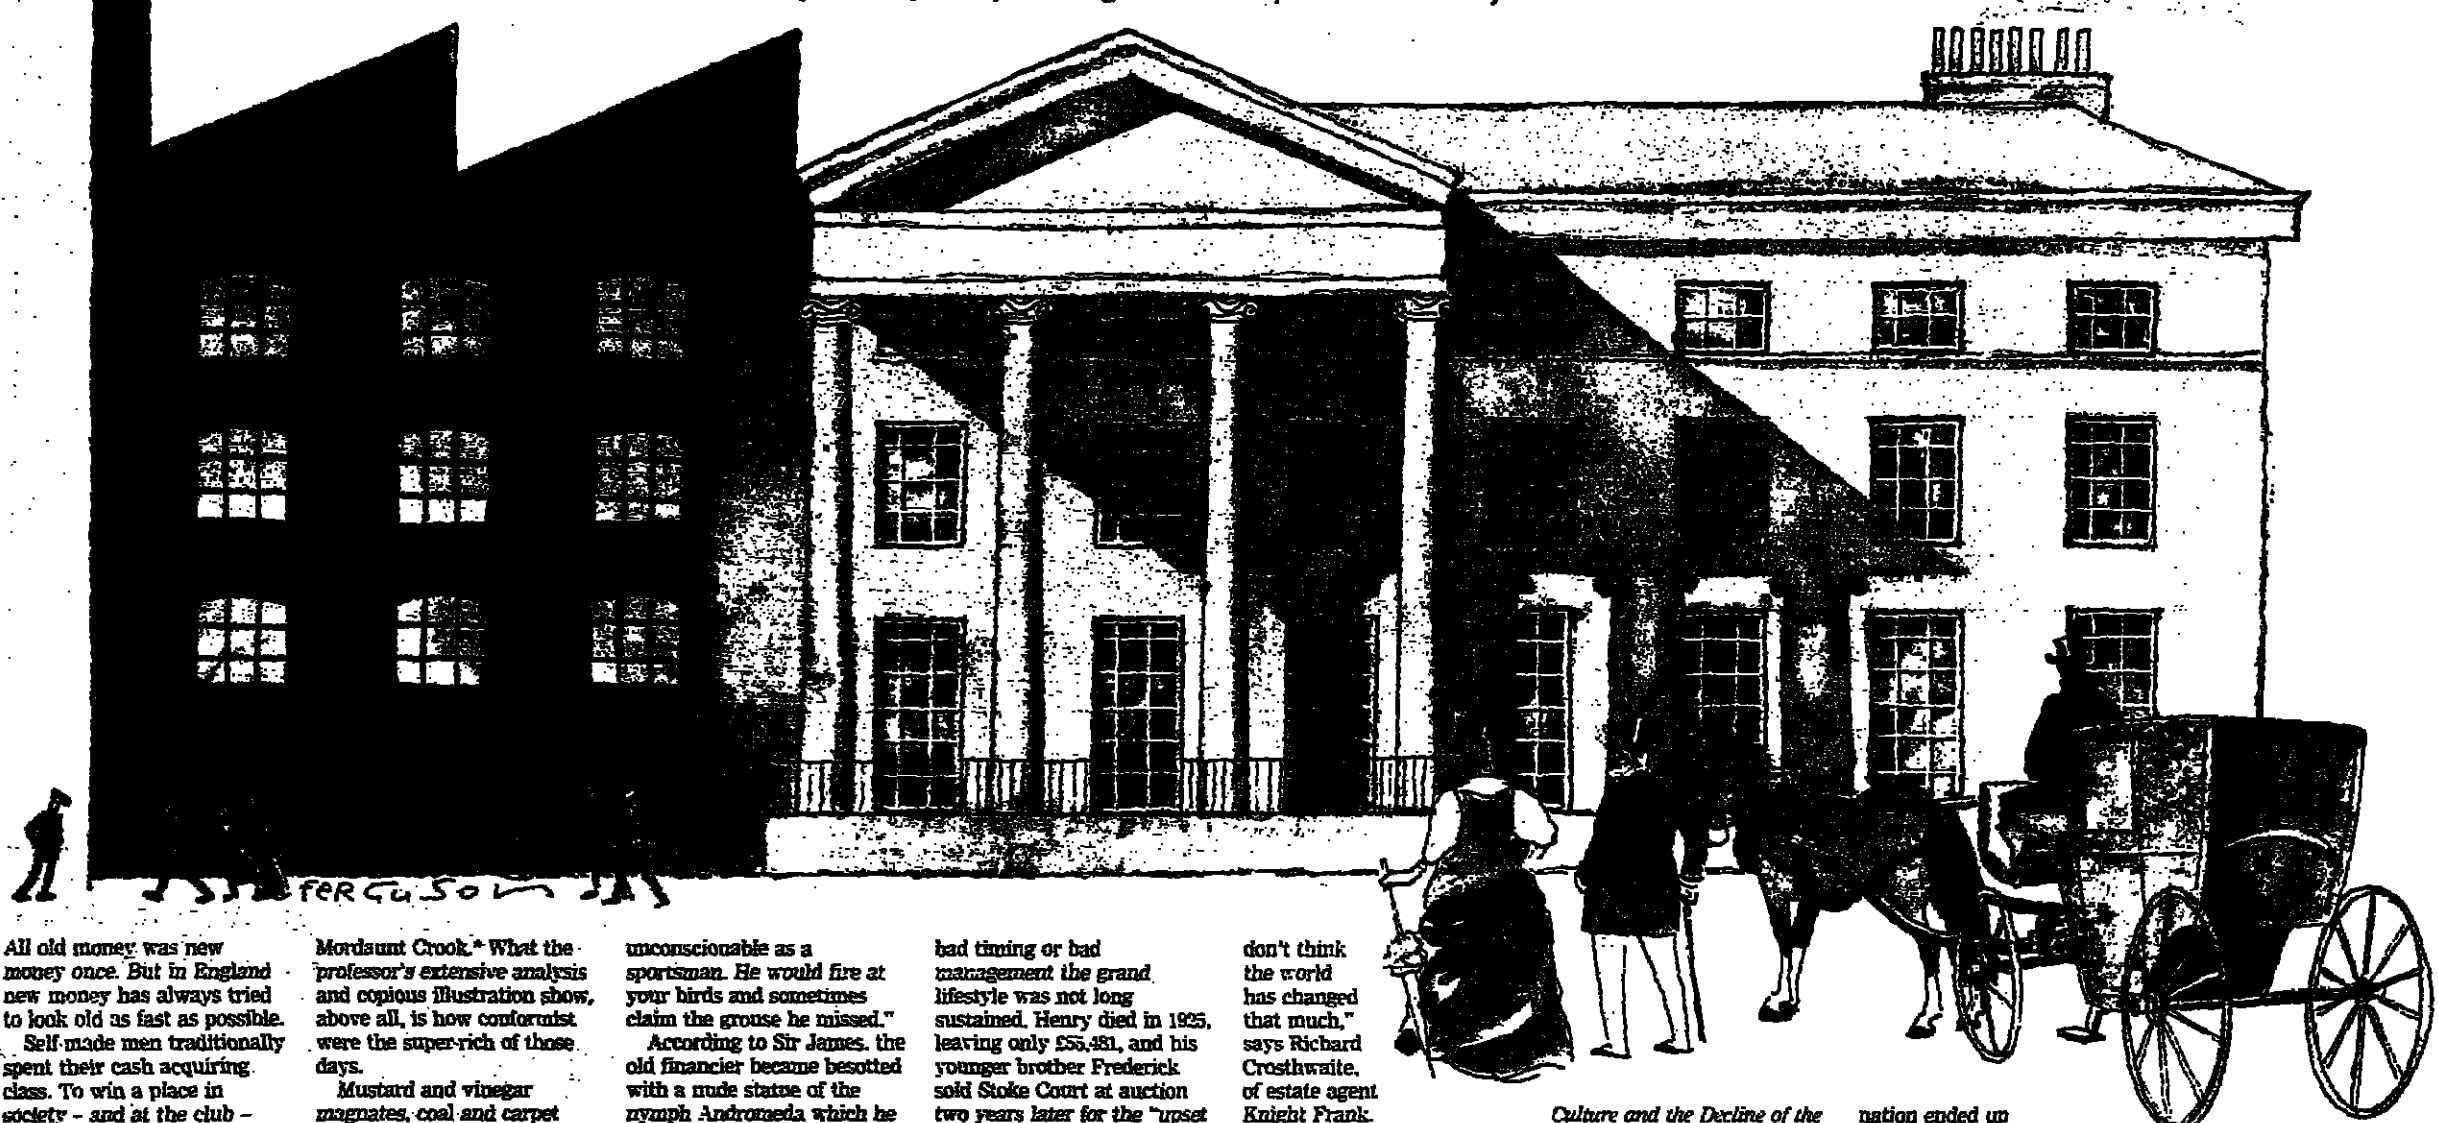 FERGUSON
All old money was new
money once. But in England
new money has always tried
to look old as fast as possible.
Self-made men traditionally
spent their cash acquiring
class. To win a place in
society – and at the club –
Mordaunt Crook.* What the
professor's extensive analysis
and copious illustration show,
above all, is how conformist
were the super-rich of those
days.
Mustard and vinegar
magnates, coal and carpet
unconscionable as a
sportsman. He would fire at
your birds and sometimes
claim the grouse he missed."
According to Sir James, the
old financier became besotted
with a nude statue of the
nymph Andromeda which he
bad timing or bad
management the grand
lifestyle was not long
sustained. Henry died in 1925,
leaving only £55,481, and his
younger brother Frederick
sold Stoke Court at auction
two years later for the "upset
don't think
the world
has changed
that much,"
says Richard
Crosthwaite,
of estate agent
Knight Frank.
Culture and the Decline of the
nation ended up